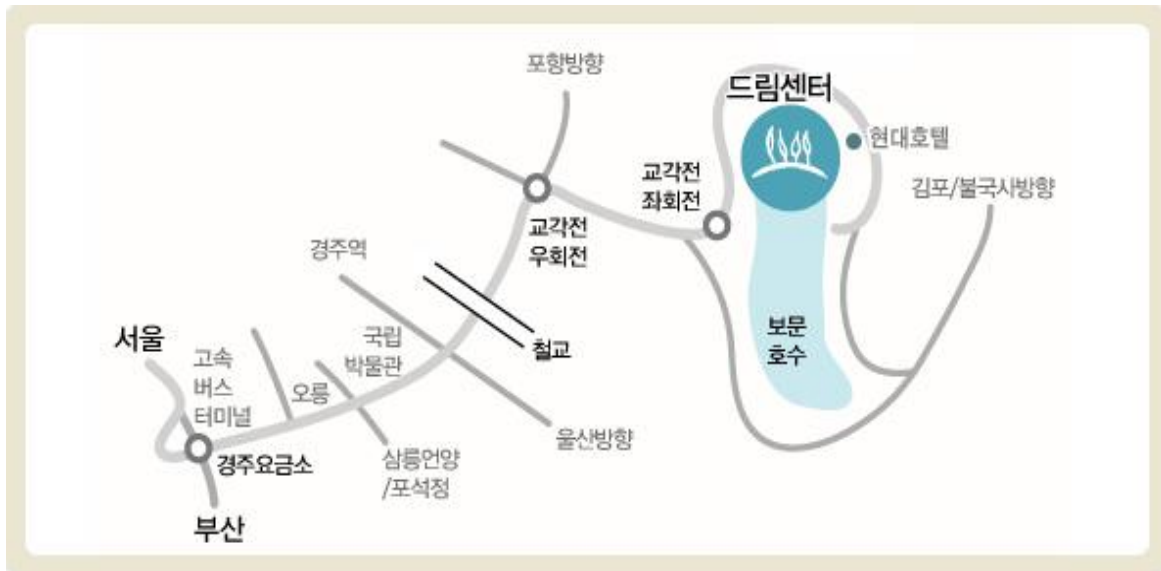 포항방향
드림센터
현대호텔
교각전
좌회전
김포/불국사방향
교각전
우회전
경주역
철교
보문
호수
서울
국립
박물관
고속
버스
터미널
오릉
울산방향
경주요금소
삼릉언양
/포석정
부산